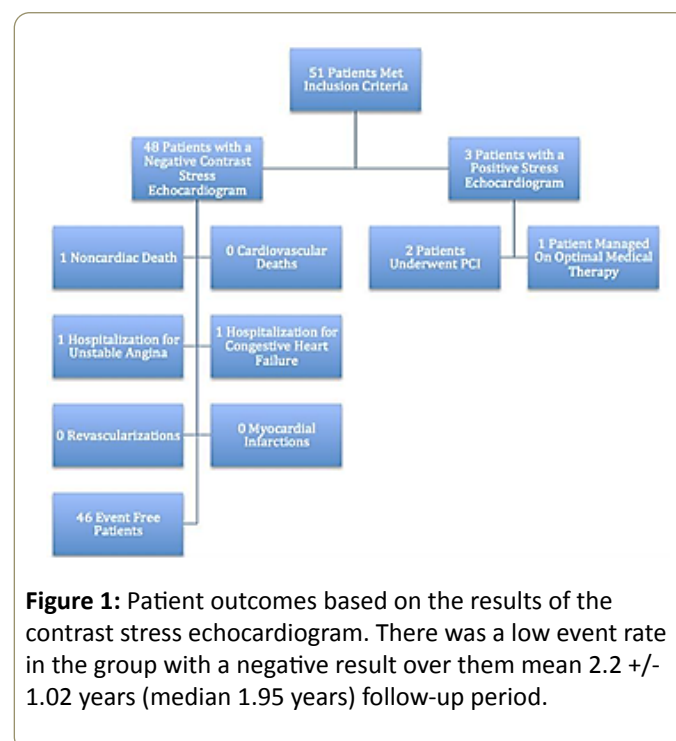 51 Patients Met
Inclusion Criteria
48 Patients with a
Negative Contrast
Stress
Echocardiogram
3 Patients with a
Positive Stress
Echocardiogram
1 Noncardiac Death
0 Cardiovascular
Deaths
2 Patients
Underwent PCI
1 Patient Managed
On Optimal Medical
Therapy
1 Hospitalization for
Unstable Angina
1 Hospitalization for
Congestive Heart
Failure
0 Revascularizations
0 Myocardial
Infarctions
46 Event Free
Patients
Figure 1: Patient outcomes based on the results of the
contrast stress echocardiogram. There was a low event rate
in the group with a negative result over them mean 2.2 +/-
1.02 years (median 1.95 years) follow-up period.